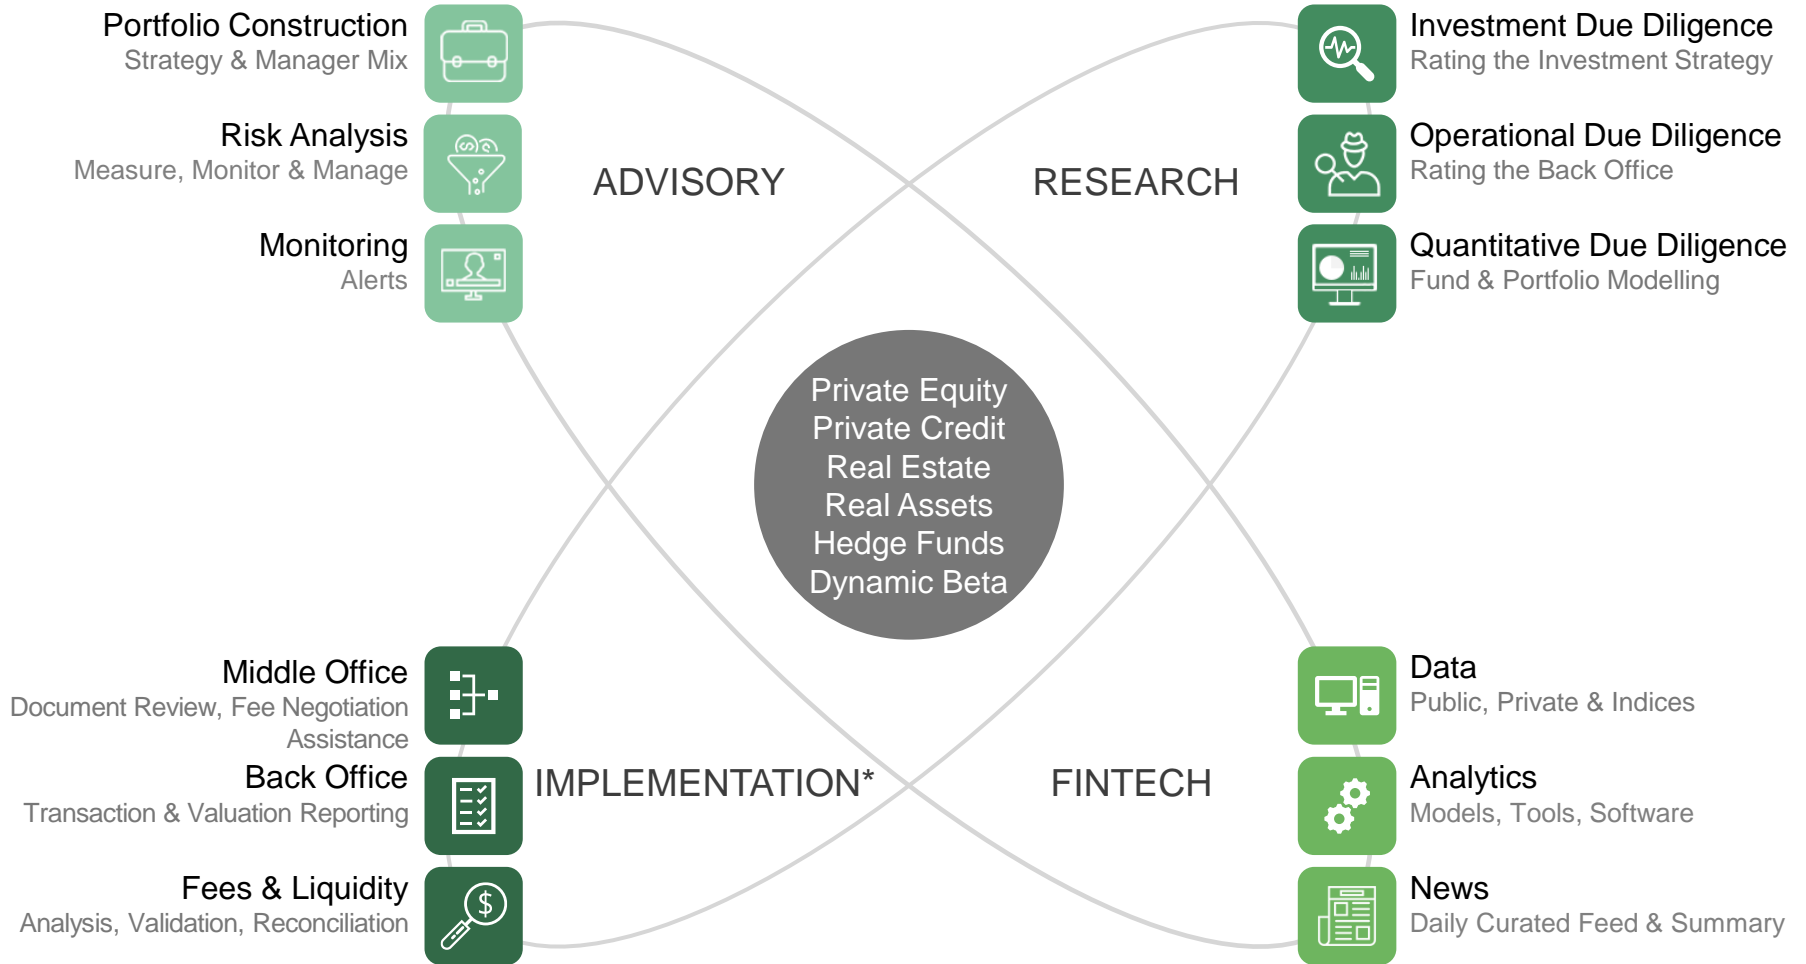 Portfolio Construction
Strategy & Manager Mix
Risk Analysis
Measure, Monitor & Manage
Monitoring
Alerts
ADVISORY
RESEARCH
Investment Due Diligence
Rating the Investment Strategy
Operational Due Diligence
Rating the Back Office
Quantitative Due Diligence
Fund & Portfolio Modelling
Private Equity
Private Credit
Real Estate
Real Assets
Hedge Funds
Dynamic Beta
Middle Office
Document Review, Fee Negotiation
Assistance
Back Office
Transaction & Valuation Reporting
Fees & Liquidity
Analysis, Validation, Reconciliation
$
IMPLEMENTATION*
FINTECH
Data
Public, Private & Indices
Analytics
Models, Tools, Software
News
Daily Curated Feed & Summary